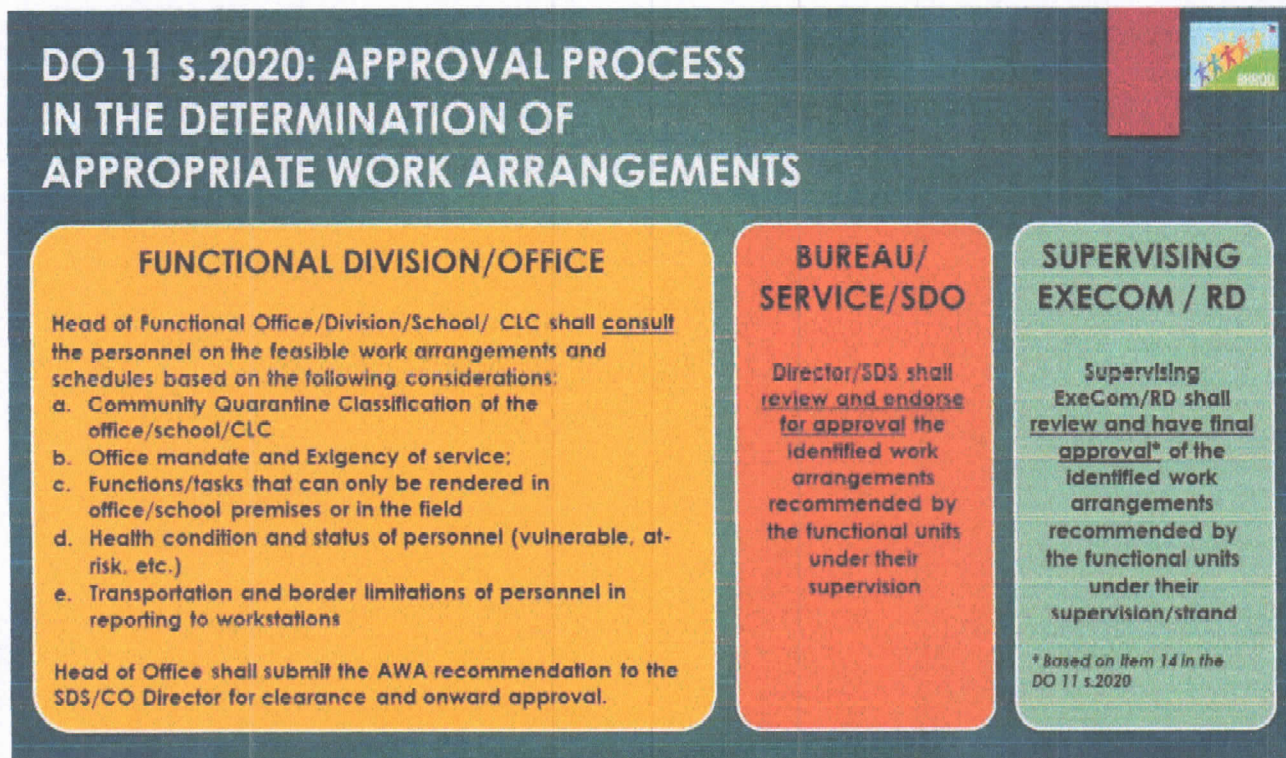 DO 11 s.2020: APPROVAL PROCESS
IN THE DETERMINATION OF
APPROPRIATE WORK ARRANGEMENTS
FUNCTIONAL DIVISION/OFFICE
Head of Functional Office/Division/School/ CLC shall consult
the personnel on the feasible work arrangements and
schedules based on the following considerations:
a. Community Quarantine Classification of the
office/school/CLC
b. Office mandate and Exigency of service;
c. Functions/tasks that can only be rendered in
office/school premises or in the field
d. Health condition and status of personnel (vulnerable, at-
risk, etc.)
e. Transportation and border limitations of personnel in
reporting to workstations
Head of Office shall submit the AWA recommendation to the
SDS/CO Director for clearance and onward approval.
BUREAU/
SERVICE/SDO
Director/SDS shall
review and endorse
for approval the
identified work
arrangements
recommended by
the functional units
under their
supervision
SUPERVISING
EXECOM / RD
Supervising
ExeCom/RD shall
review and have final
approval* of the
identified work
arrangements
recommended by
the functional units
under their
supervision/strand
* Based on Item 14 in the
DO 11 s.2020